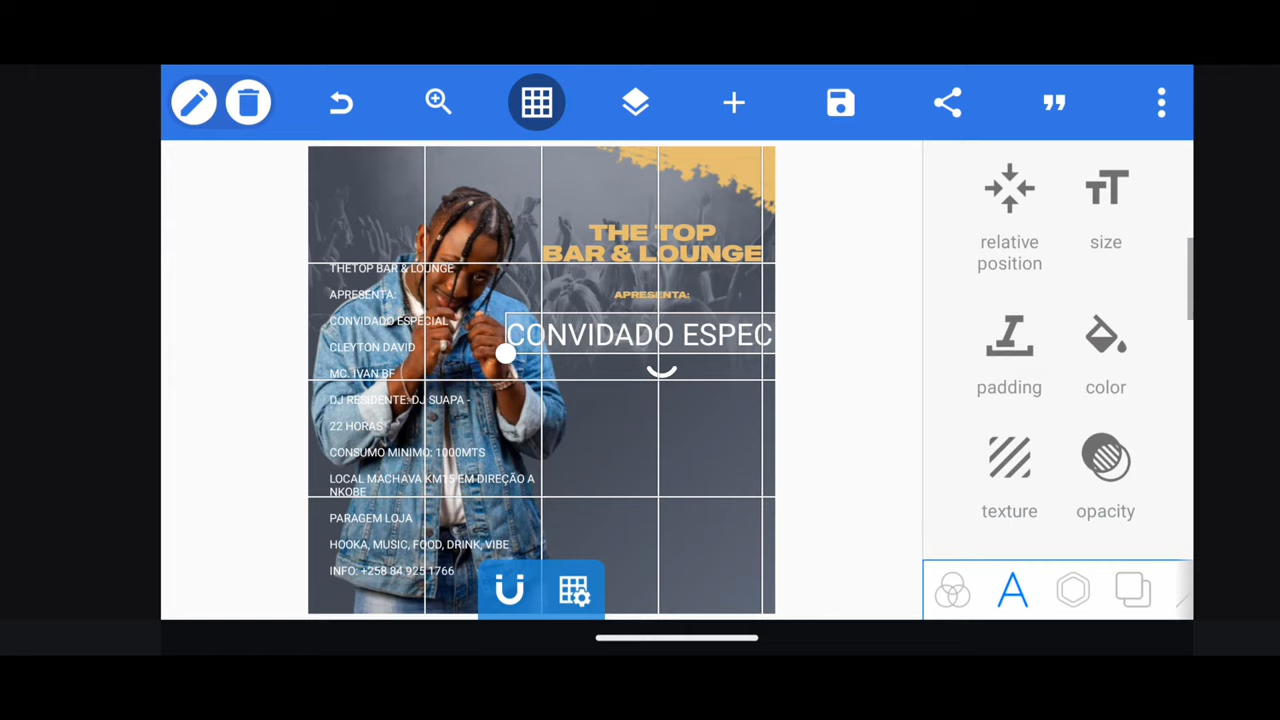 THE TOP
BAR & LOUNGE
APRESENTA:
CONVIDADO ESPEC
THETOP BAR & LOUNGE
APRESENTA:
CONVIDADO ESPECIAL
CLEYTON DAVID
MC. IVAN BF
DJ RESIDENTE: DJ SUAPA -
22 HORAS
CONSUMO MINIMO: 1000MTS
LOCAL MACHAVA KM15 EM DIREÇÃO A
NKOBE
PARAGEM LOJA
HOOKA, MUSIC, FOOD, DRINK, VIBE
INFO: +258 84 925 1766
relative
position
size
padding
color
texture
opacity